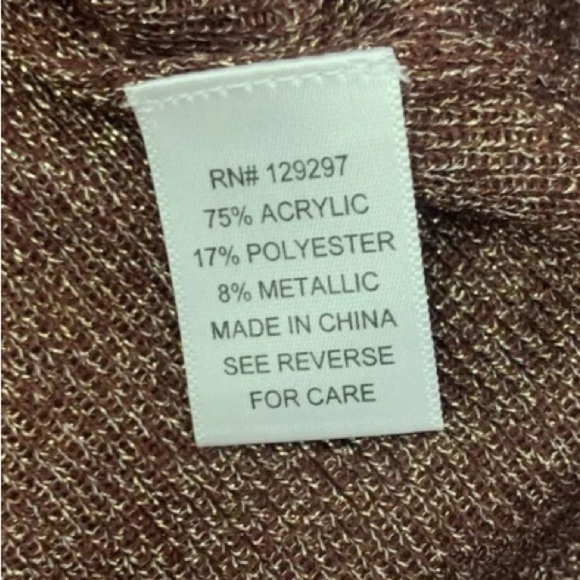 RN# 129297
75% ACRYLIC
17% POLYESTER
8% METALLIC
MADE IN CHINA
SEE REVERSE
FOR CARE